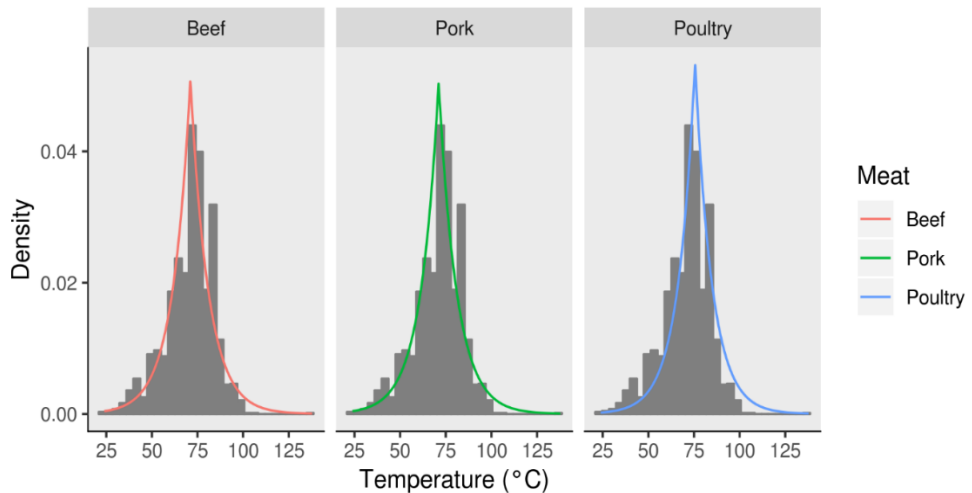 Beef Pork Poultry
Density
0.04
0.02
0.00
25 50 75 100 125 25 50 75 100 125 25 50 75 100 125
Temperature (°C)
Meat
Beef
Pork
Poultry